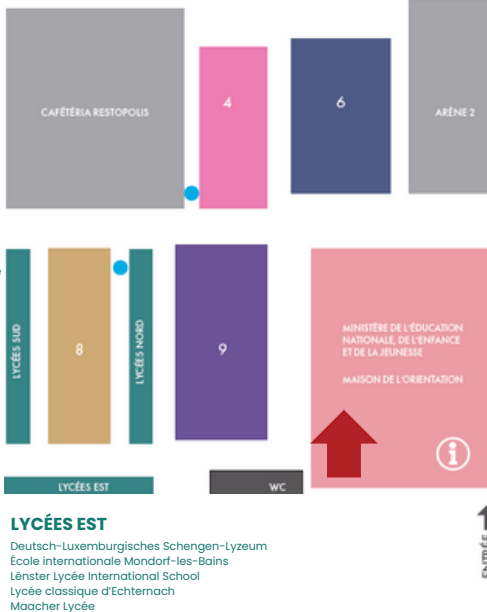 CAFÉTÉRIA RESTOPOLIS
4
6
ARÈNE 2
LYCÉES SUD
8
LYCÉES NORD
9
MINISTÈRE DE L'ÉDUCATION
NATIONALE, DE L'ENFANCE
ET DE LA JEUNESSE
MAISON DE L'ORIENTATION
i
LYCÉES EST
WC
ENTRÉE
LYCÉES EST
Deutsch-Luxemburgisches Schengen-Lyzeum
École internationale Mondorf-les-Bains
Lënster Lycée International School
Lycée classique d'Echternach
Maacher Lycée